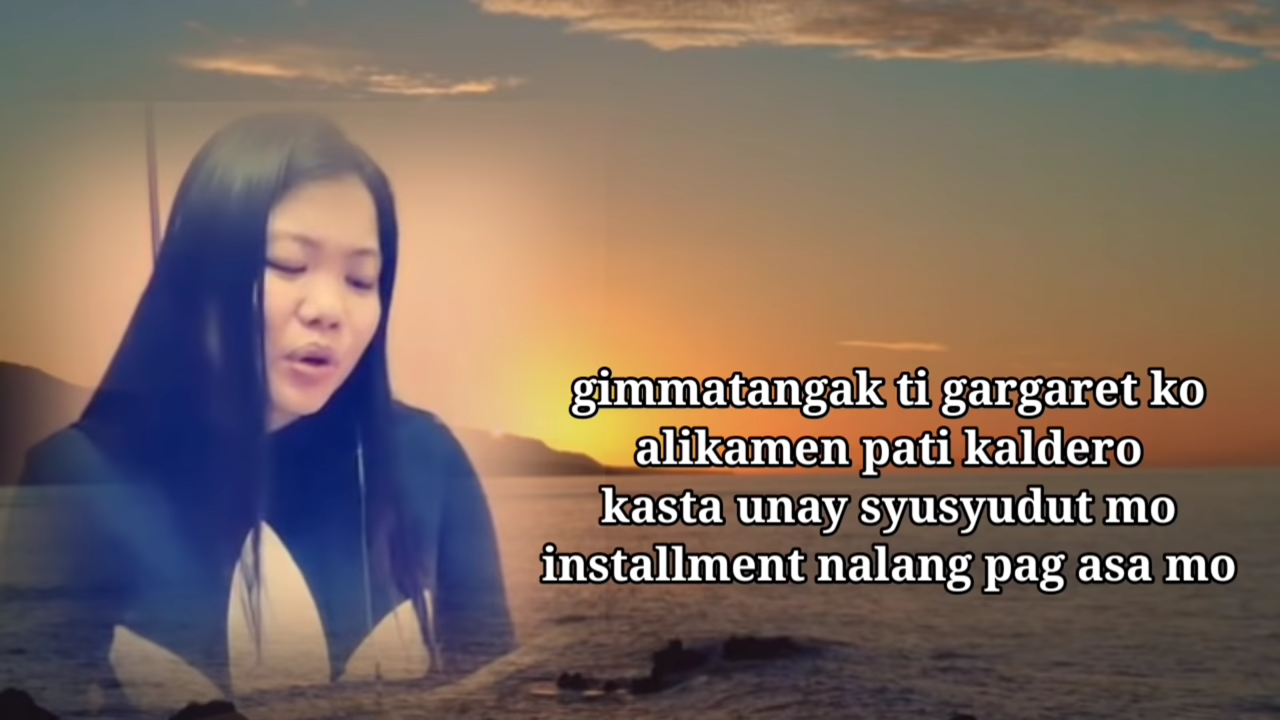 gimmatangak ti gargaret ko
alikamen pati kaldero
kasta unay syusyudut mo
installment nalang pag asa mo